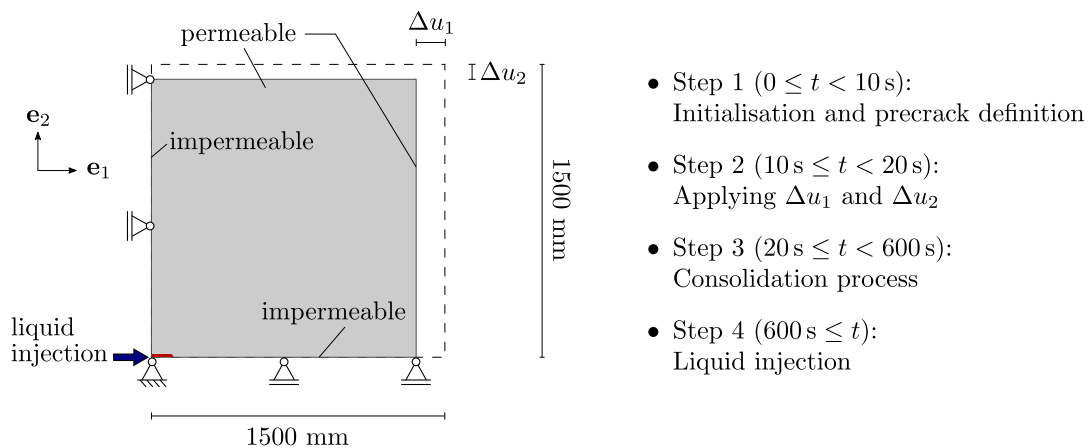 Δu₁
permeable
Δu₂
e₂
impermeable
e₁
1500 mm
impermeable
liquid
injection
1500 mm
• Step 1 (0 ≤ t < 10 s):
Initialisation and precrack definition
• Step 2 (10 s ≤ t < 20 s):
Applying Δu₁ and Δu₂
• Step 3 (20 s ≤ t < 600 s):
Consolidation process
• Step 4 (600 s ≤ t):
Liquid injection